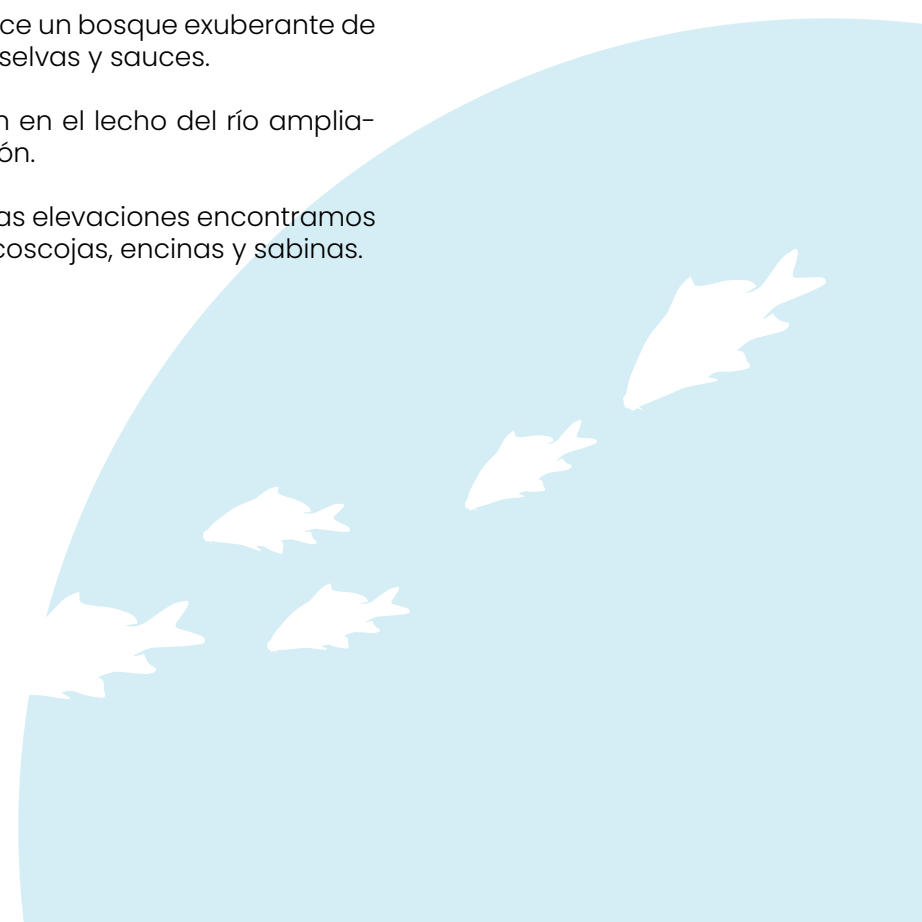 ce un bosque exuberante de
selvas y sauces.
n en el lecho del río amplia-
ón.
as elevaciones encontramos
coscojas, encinas y sabinas.